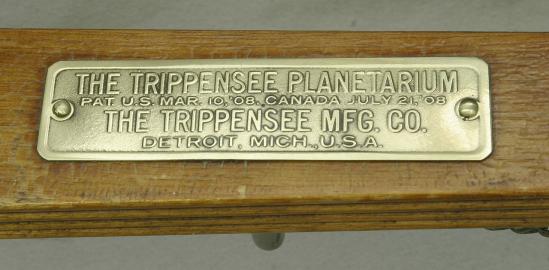 THE TRIPPENSEE PLANETARIUM
PAT U.S. MAR. 10, '08. CANADA JULY 21, '08
THE TRIPPENSEE MFG. CO.
DETROIT, MICH., U.S.A.